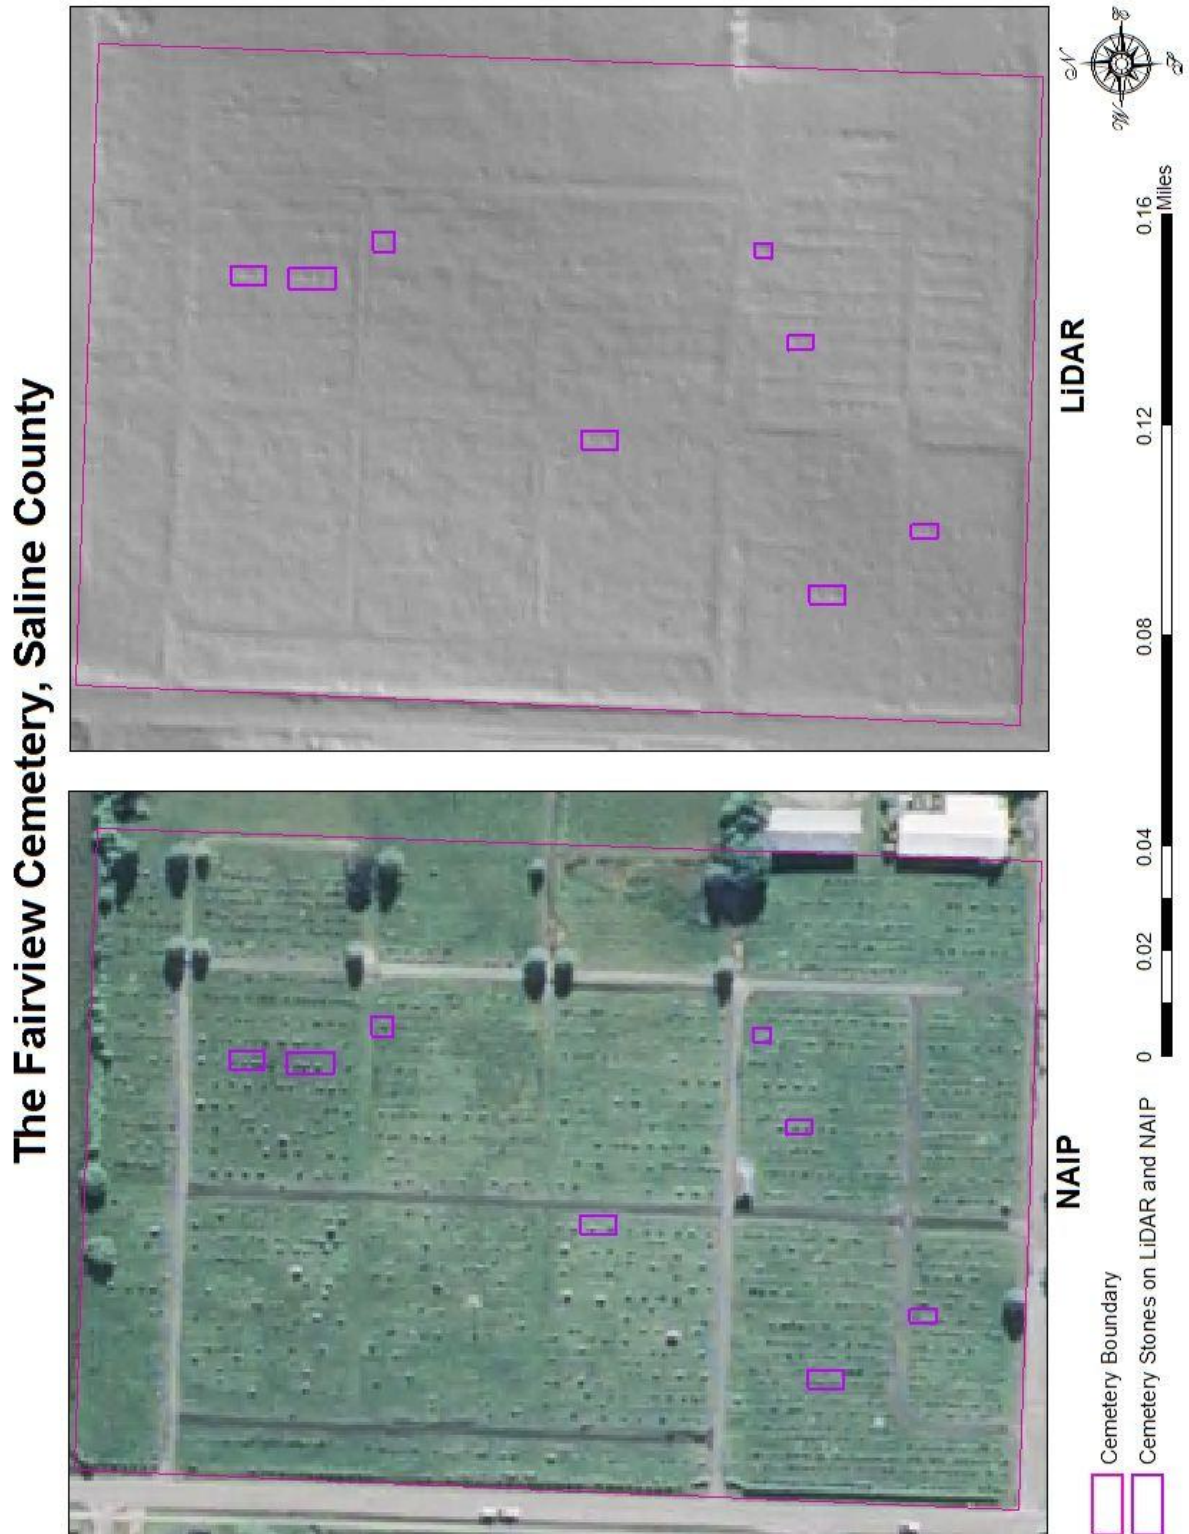 The Fairview Cemetery, Saline County
NAIP
LiDAR
Cemetery Boundary
Cemetery Stones on LiDAR and NAIP
0 0.02 0.04 0.08 0.12 0.16
Miles
N
W E
S